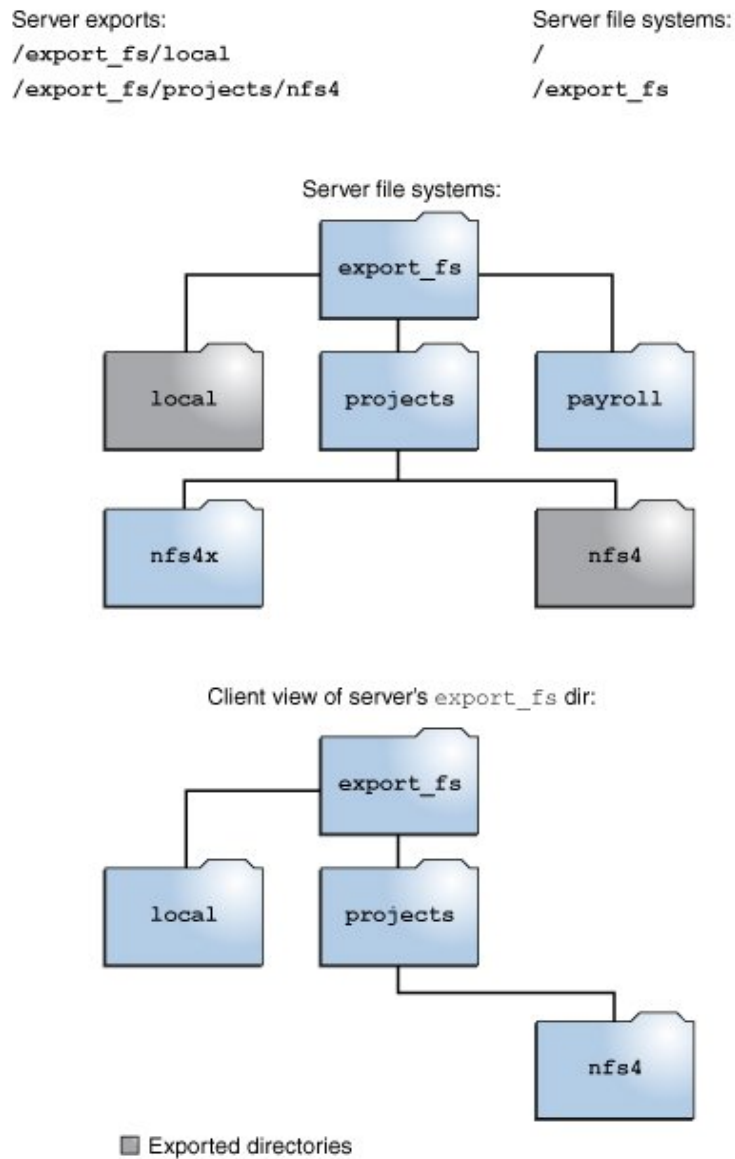 Server exports:
/export_fs/local
/export_fs/projects/nfs4
Server file systems:
/
/export_fs
Server file systems:
export_fs
local
projects
payroll
nfs4x
nfs4
Client view of server's export_fs dir:
export_fs
local
projects
nfs4
Exported directories